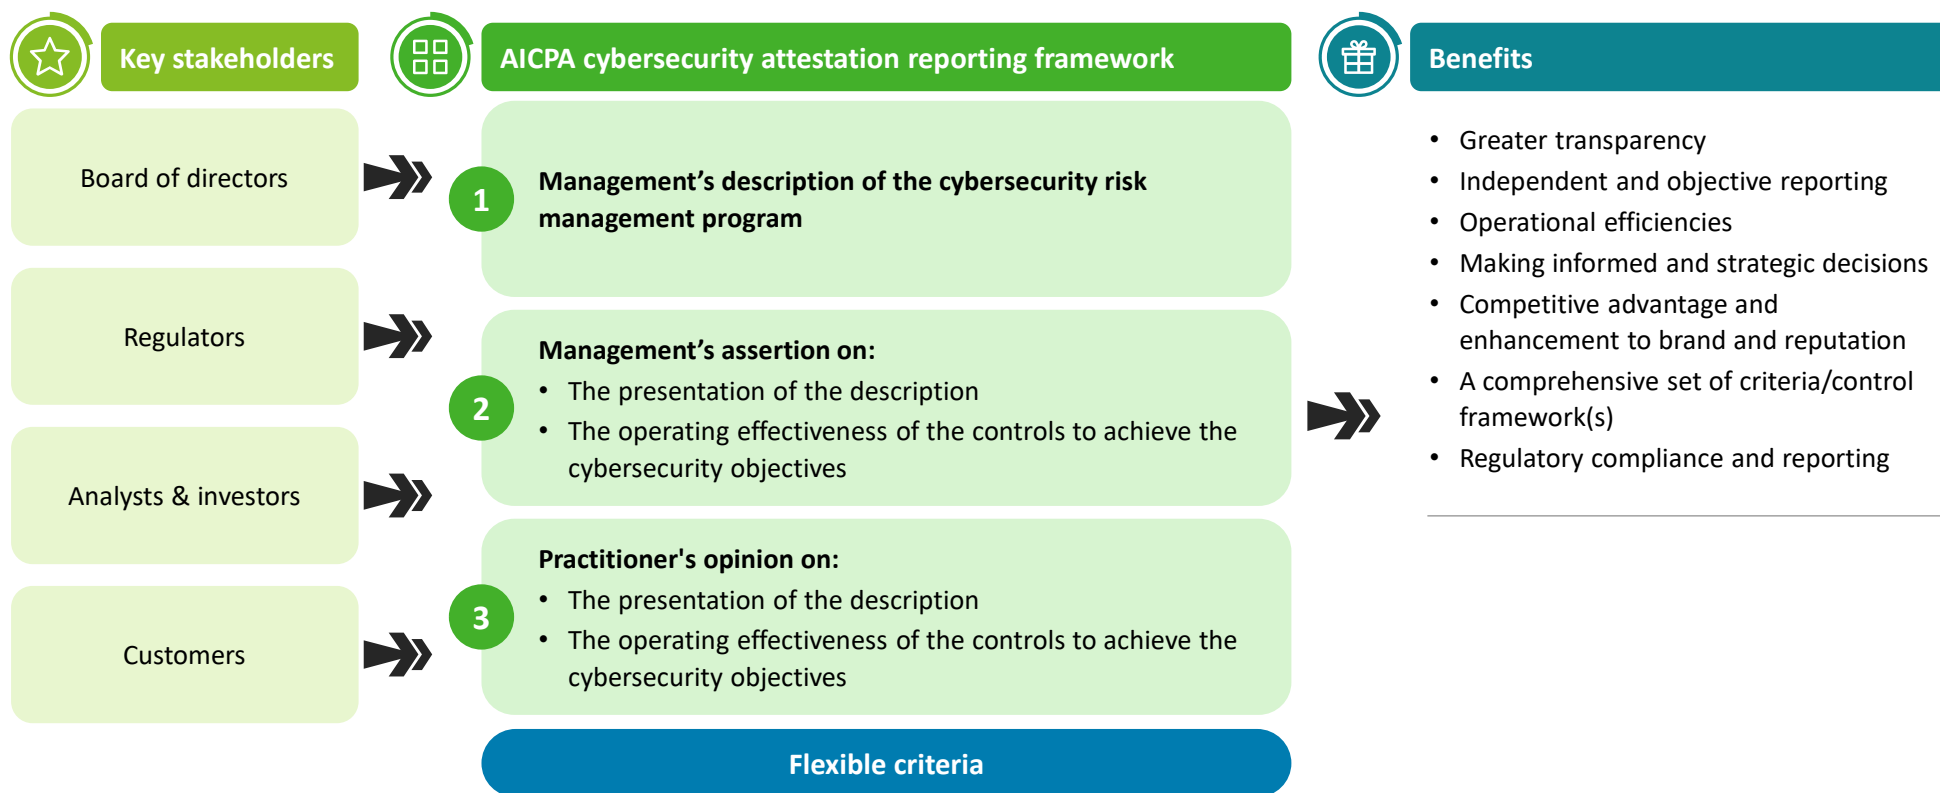 Key stakeholders
Board of directors
Regulators
Analysts & investors
Customers
AICPA cybersecurity attestation reporting framework
1
Management’s description of the cybersecurity risk
management program
2
Management’s assertion on:
• The presentation of the description
• The operating effectiveness of the controls to achieve the
cybersecurity objectives
3
Practitioner's opinion on:
• The presentation of the description
• The operating effectiveness of the controls to achieve the
cybersecurity objectives
Flexible criteria
Benefits
• Greater transparency
• Independent and objective reporting
• Operational efficiencies
• Making informed and strategic decisions
• Competitive advantage and
enhancement to brand and reputation
• A comprehensive set of criteria/control
framework(s)
• Regulatory compliance and reporting